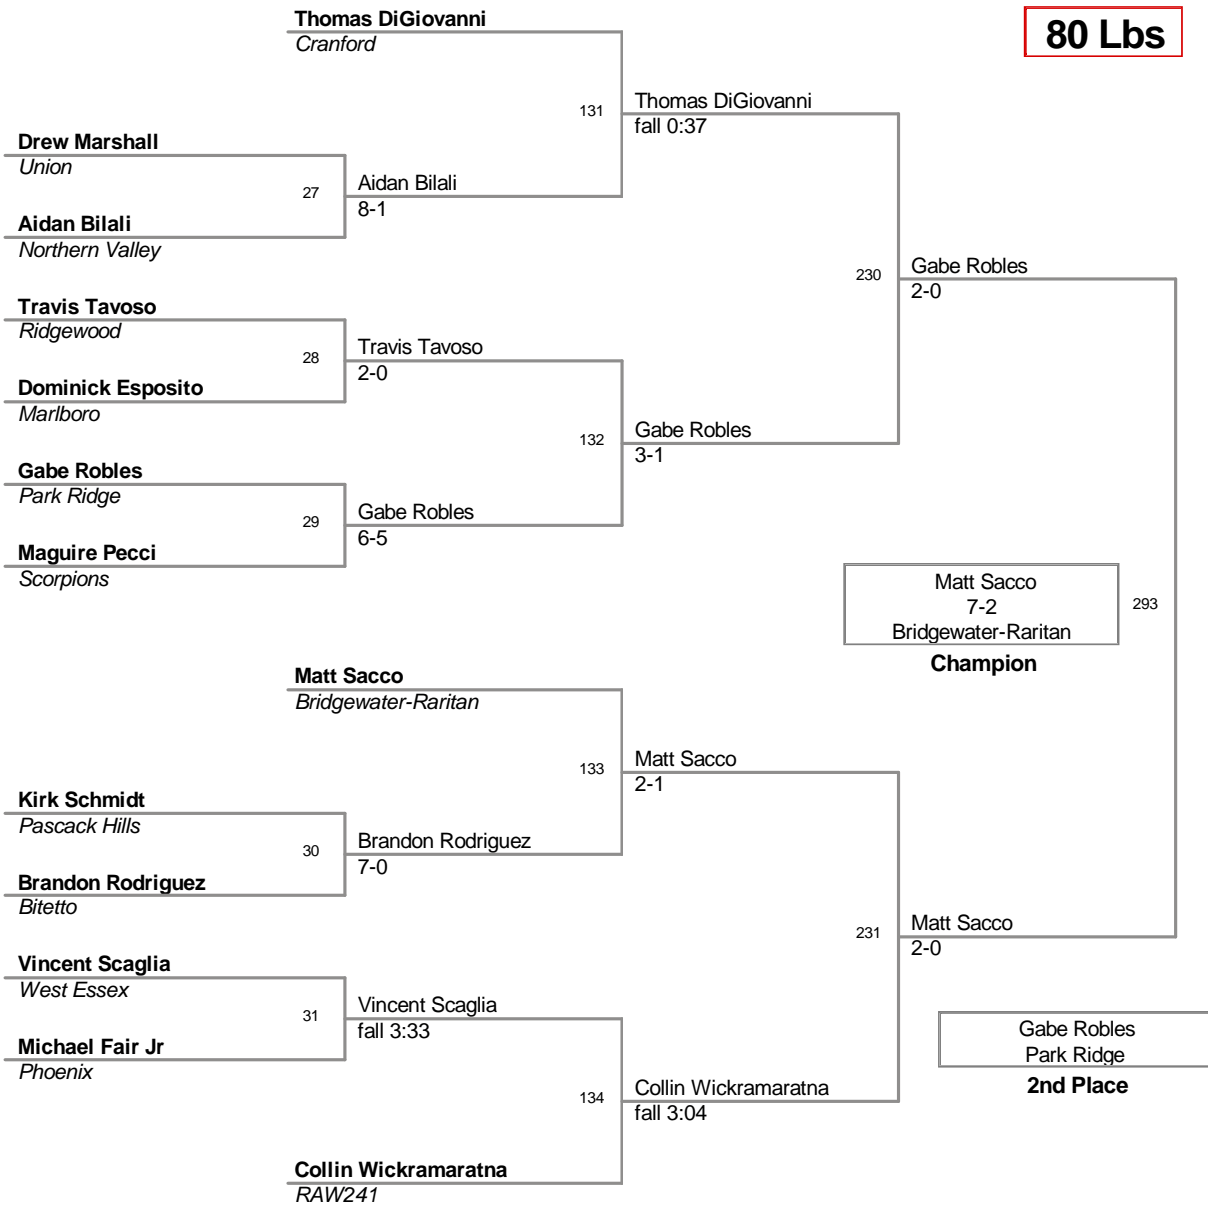 Thomas DiGiovanni
Cranford
80 Lbs
131
Thomas DiGiovanni
fall 0:37
Drew Marshall
Union
27
Aidan Bilali
8-1
Aidan Bilali
Northern Valley
230
Gabe Robles
2-0
Travis Tavoso
Ridgewood
28
Travis Tavoso
2-0
Dominick Esposito
Marlboro
132
Gabe Robles
3-1
Gabe Robles
Park Ridge
29
Gabe Robles
6-5
Maguire Pecci
Scorpions
Matt Sacco
7-2
Bridgewater-Raritan
293
Champion
Matt Sacco
Bridgewater-Raritan
133
Matt Sacco
2-1
Kirk Schmidt
Pascack Hills
30
Brandon Rodriguez
7-0
Brandon Rodriguez
Bitetto
231
Matt Sacco
2-0
Vincent Scaglia
West Essex
31
Vincent Scaglia
fall 3:33
Michael Fair Jr
Phoenix
Gabe Robles
Park Ridge
2nd Place
134
Collin Wickramaratna
fall 3:04
Collin Wickramaratna
RAW241